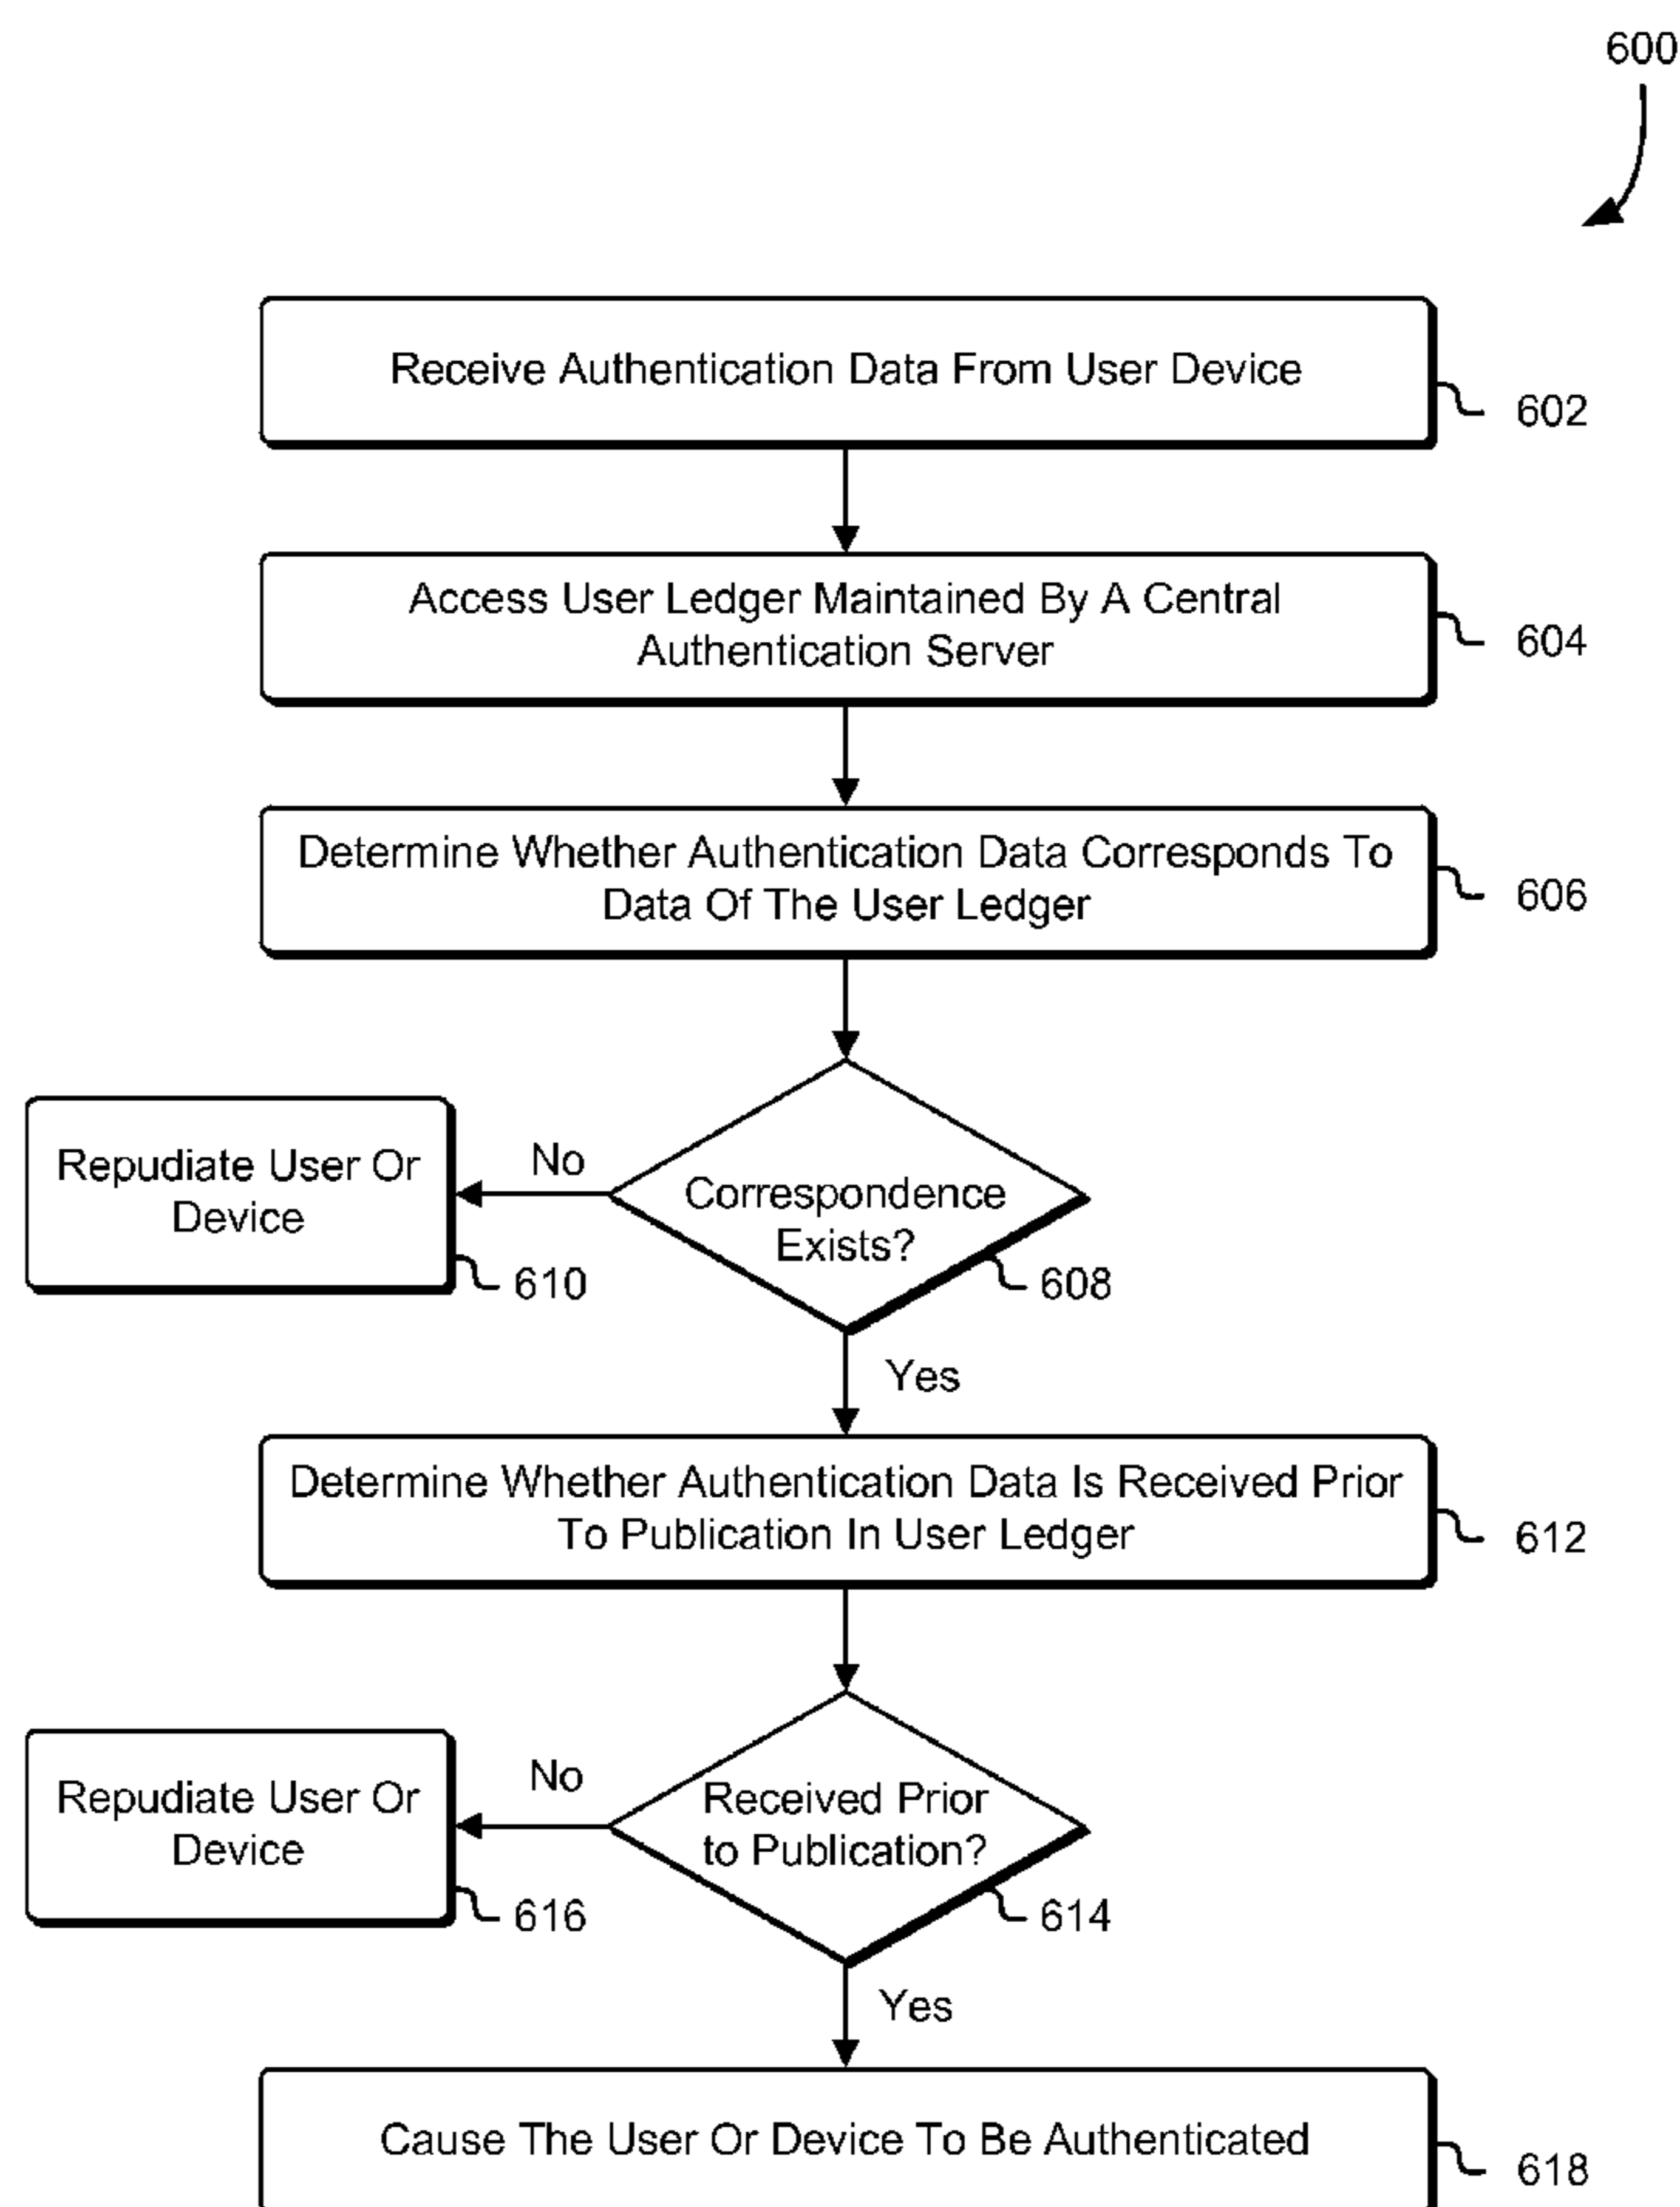 600
Receive Authentication Data From User Device
602
Access User Ledger Maintained By A Central
Authentication Server
604
Determine Whether Authentication Data Corresponds To
Data Of The User Ledger
606
Repudiate User Or
Device
610
No
Correspondence
Exists?
608
Yes
Determine Whether Authentication Data Is Received Prior
To Publication In User Ledger
612
Repudiate User Or
Device
616
No
Received Prior
to Publication?
614
Yes
Cause The User Or Device To Be Authenticated
618